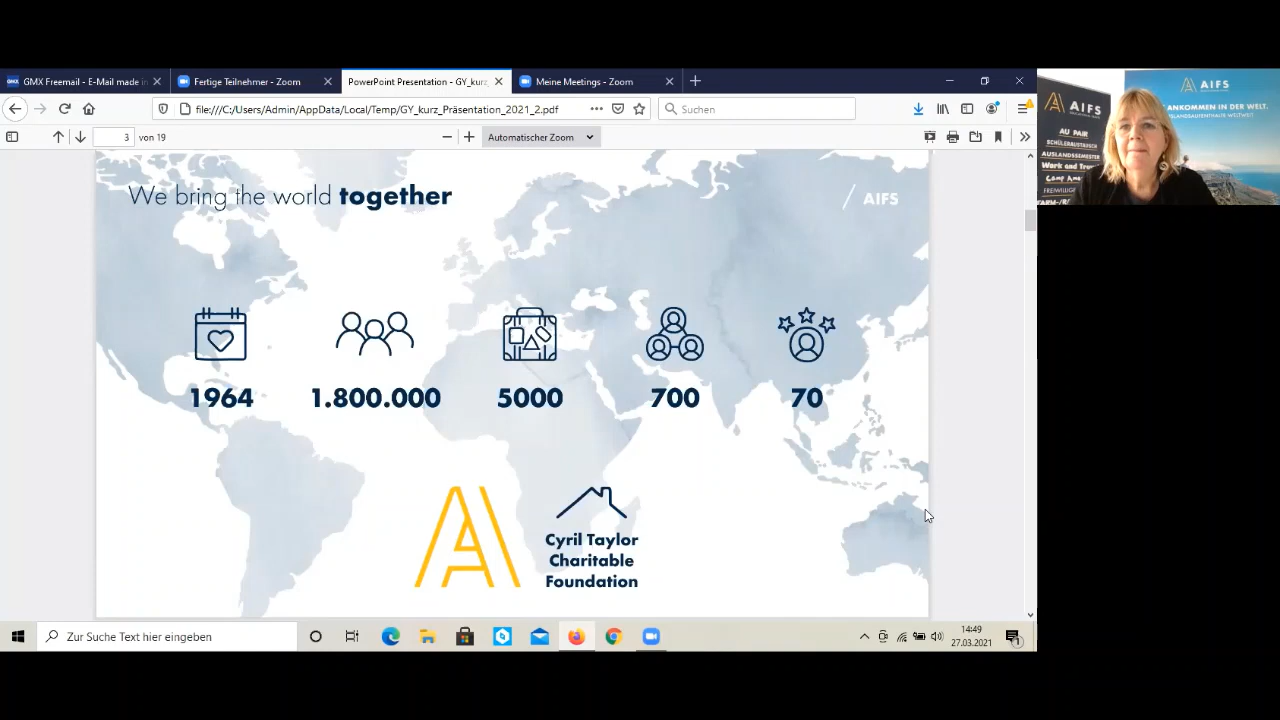 GMX Freemail - E-Mail made in
Fertige Teilnehmer - Zoom
PowerPoint Presentation - GY_kurz
Meine Meetings - Zoom
file:///C:/Users/Admin/AppData/Local/Temp/GY_kurz_Präsentation_2021_2.pdf
Suchen
3 von 19
Automatischer Zoom
We bring the world together
AIFS
1964
1.800.000
5000
700
70
Cyril Taylor
Charitable
Foundation
Zur Suche Text hier eingeben
14:49
27.03.2021
1
AIFS
AU PAIR
SCHÜLERAUSTAUSCH
AUSLANDSSEMESTER
Work and
FREIWILLIG
AIFS
ANKOMMEN IN DER WELT.